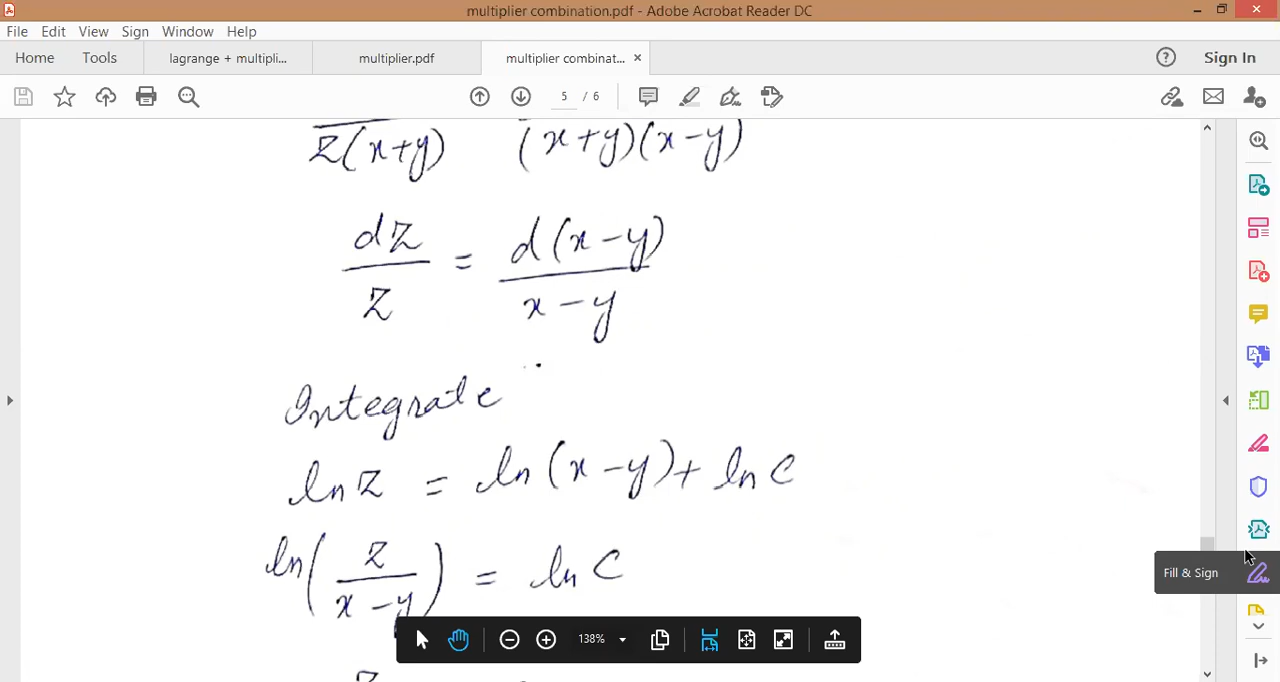 multiplier combination.pdf - Adobe Acrobat Reader DC
File Edit View Sign Window Help
Home Tools lagrange + multipli... multiplier.pdf multiplier combinat... × Sign In
5 / 6
z(x+y) (x+y)(x-y)
dz = d(x-y)
z x-y
Integrate
ln z = ln(x-y) + ln C
ln(z/(x-y)) = ln C
Fill & Sign
138%
z